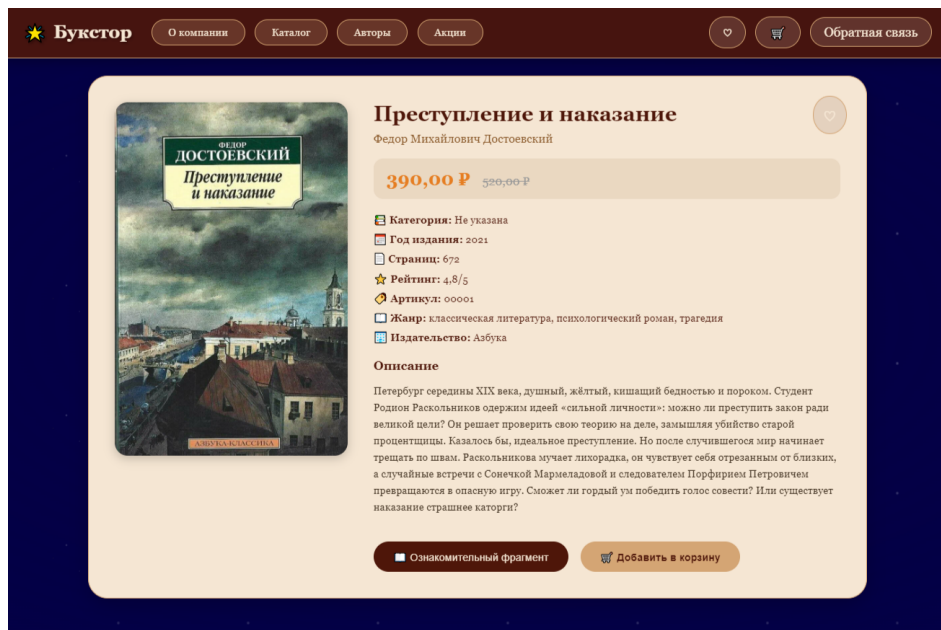 Букстор
О компании
Каталог
Авторы
Акции
Обратная связь
ФЕДОР
ДОСТОЕВСКИЙ
Преступление
и наказание
АЗБУКА-КЛАССИКА
Преступление и наказание
Федор Михайлович Достоевский
390,00 ₽ 520,00 ₽
Категория: Не указана
Год издания: 2021
Страниц: 672
Рейтинг: 4,8/5
Артикул: 00001
Жанр: классическая литература, психологический роман, трагедия
Издательство: Азбука
Описание
Петербург середины XIX века, душный, жёлтый, кишащий бедностью и пороком. Студент
Родион Раскольников одержим идеей «сильной личности»: можно ли преступить закон ради
великой цели? Он решает проверить свою теорию на деле, замышляя убийство старой
процентщицы. Казалось бы, идеальное преступление. Но после случившегося мир начинает
трещать по швам. Раскольникова мучает лихорадка, он чувствует себя отрезанным от близких,
а случайные встречи с Сонечкой Мармеладовой и следователем Порфирием Петровичем
превращаются в опасную игру. Сможет ли гордый ум победить голос совести? Или существует
наказание страшнее каторги?
Ознакомительный фрагмент
Добавить в корзину